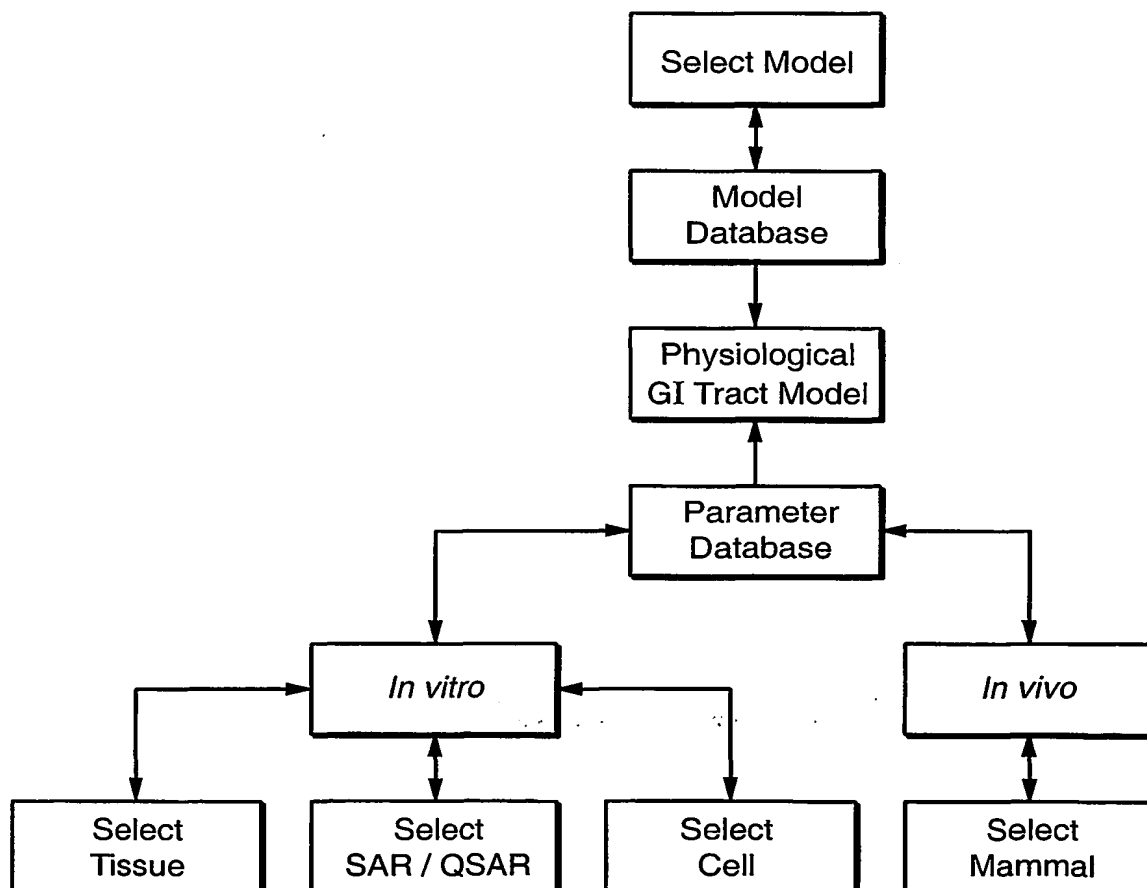 Select Model
Model
Database
Physiological
GI Tract Model
Parameter
Database
In vitro
In vivo
Select
Tissue
Select
SAR / QSAR
Select
Cell
Select
Mammal